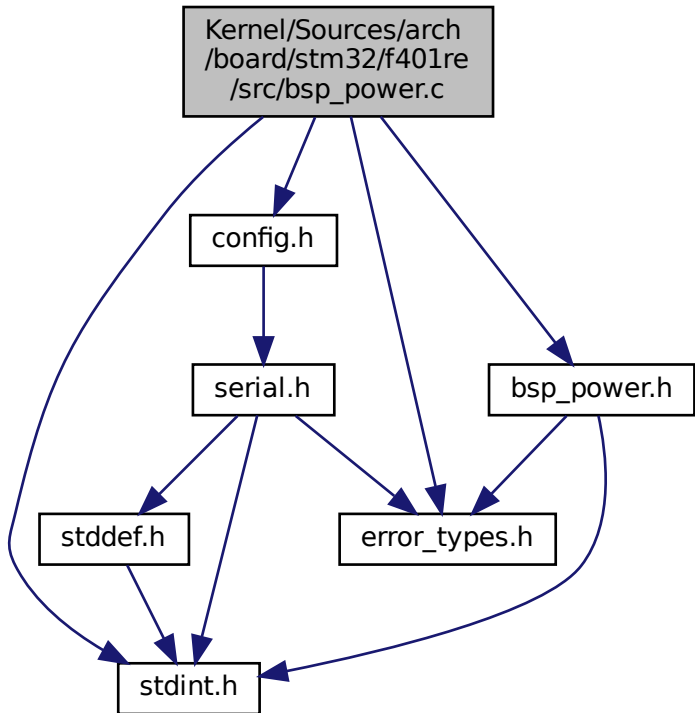 Kernel/Sources/arch
/board/stm32/f401re
/src/bsp_power.c
config.h
serial.h
bsp_power.h
stddef.h
error_types.h
stdint.h